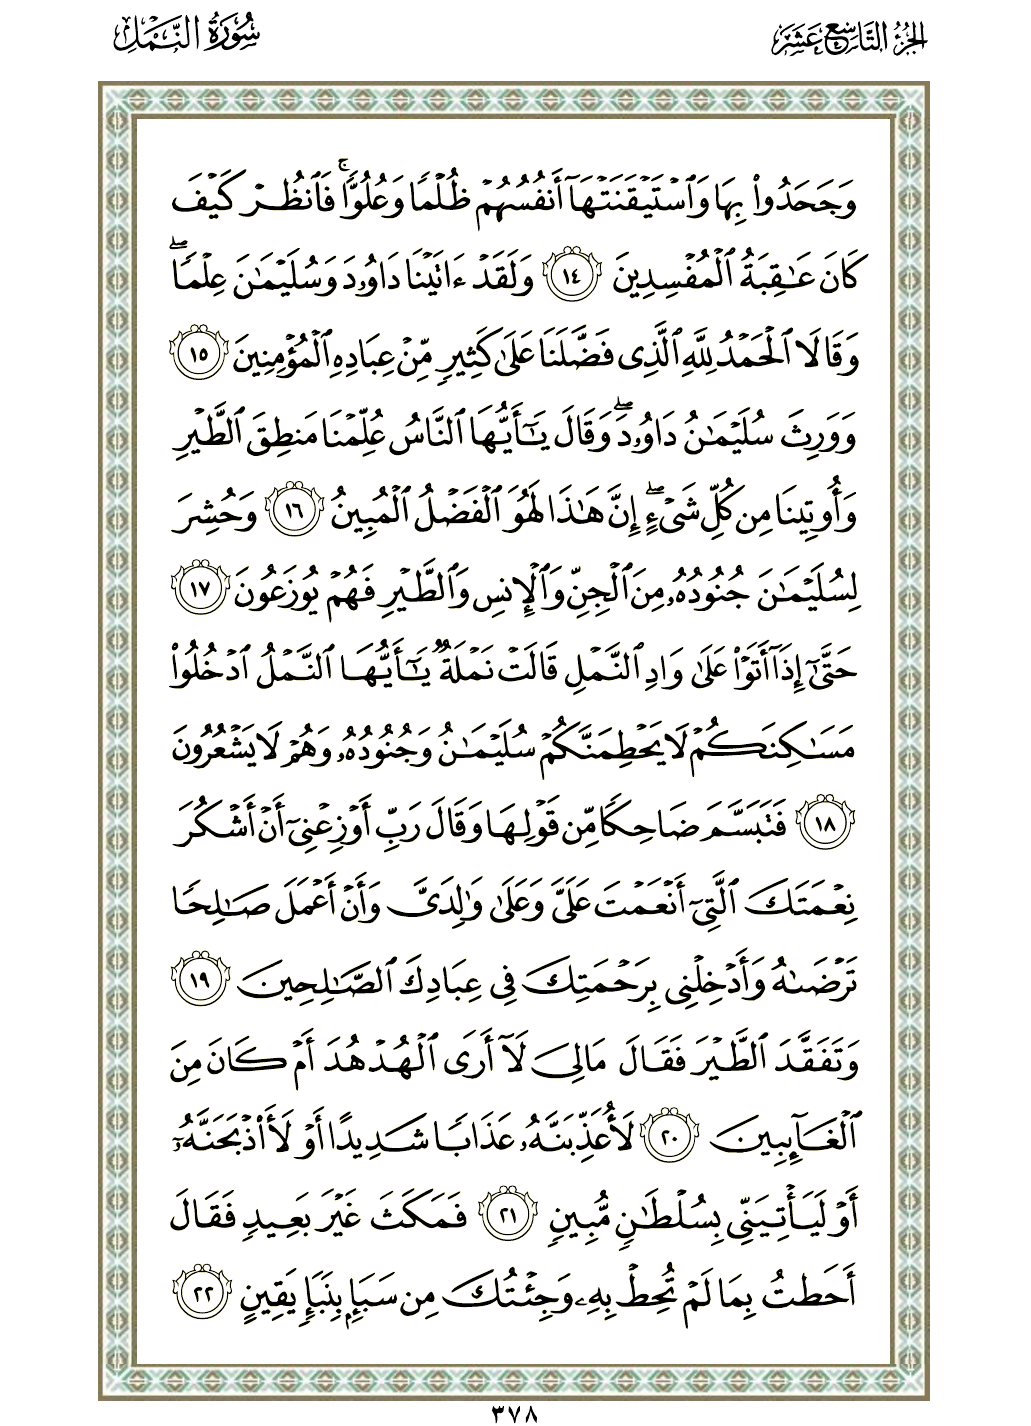 الجزء التاسع عشر
سورة النمل
وَجَحَدُوا۟ بِهَا وَٱسْتَيْقَنَتْهَآ أَنفُسُهُمْ ظُلْمًا وَعُلُوًّا ۚ فَٱنظُرْ كَيْفَ
كَانَ عَـٰقِبَةُ ٱلْمُفْسِدِينَ ١٤ وَلَقَدْ ءَاتَيْنَا دَاوُۥدَ وَسُلَيْمَـٰنَ عِلْمًا ۖ
وَقَالَا ٱلْحَمْدُ لِلَّهِ ٱلَّذِى فَضَّلَنَا عَلَىٰ كَثِيرٍ مِّنْ عِبَادِهِ ٱلْمُؤْمِنِينَ ١٥
وَوَرِثَ سُلَيْمَـٰنُ دَاوُۥدَ ۖ وَقَالَ يَـٰٓأَيُّهَا ٱلنَّاسُ عُلِّمْنَا مَنطِقَ ٱلطَّيْرِ
وَأُوتِينَا مِن كُلِّ شَىْءٍ ۖ إِنَّ هَـٰذَا لَهُوَ ٱلْفَضْلُ ٱلْمُبِينُ ١٦ وَحُشِرَ
لِسُلَيْمَـٰنَ جُنُودُهُۥ مِنَ ٱلْجِنِّ وَٱلْإِنسِ وَٱلطَّيْرِ فَهُمْ يُوزَعُونَ ١٧
حَتَّىٰٓ إِذَآ أَتَوْا۟ عَلَىٰ وَادِ ٱلنَّمْلِ قَالَتْ نَمْلَةٌ يَـٰٓأَيُّهَا ٱلنَّمْلُ ٱدْخُلُوا۟
مَسَـٰكِنَكُمْ لَا يَحْطِمَنَّكُمْ سُلَيْمَـٰنُ وَجُنُودُهُۥ وَهُمْ لَا يَشْعُرُونَ
١٨ فَتَبَسَّمَ ضَاحِكًا مِّن قَوْلِهَا وَقَالَ رَبِّ أَوْزِعْنِىٓ أَنْ أَشْكُرَ
نِعْمَتَكَ ٱلَّتِىٓ أَنْعَمْتَ عَلَىَّ وَعَلَىٰ وَٰلِدَىَّ وَأَنْ أَعْمَلَ صَـٰلِحًا
تَرْضَىٰهُ وَأَدْخِلْنِى بِرَحْمَتِكَ فِى عِبَادِكَ ٱلصَّـٰلِحِينَ ١٩
وَتَفَقَّدَ ٱلطَّيْرَ فَقَالَ مَا لِىَ لَآ أَرَى ٱلْهُدْهُدَ أَمْ كَانَ مِنَ
ٱلْغَآئِبِينَ ٢٠ لَأُعَذِّبَنَّهُۥ عَذَابًا شَدِيدًا أَوْ لَأَا۟ذْبَحَنَّهُۥٓ
أَوْ لَيَأْتِيَنِّى بِسُلْطَـٰنٍ مُّبِينٍ ٢١ فَمَكَثَ غَيْرَ بَعِيدٍ فَقَالَ
أَحَطتُ بِمَا لَمْ تُحِطْ بِهِۦ وَجِئْتُكَ مِن سَبَإٍ بِنَبَإٍ يَقِينٍ ٢٢
٣٧٨